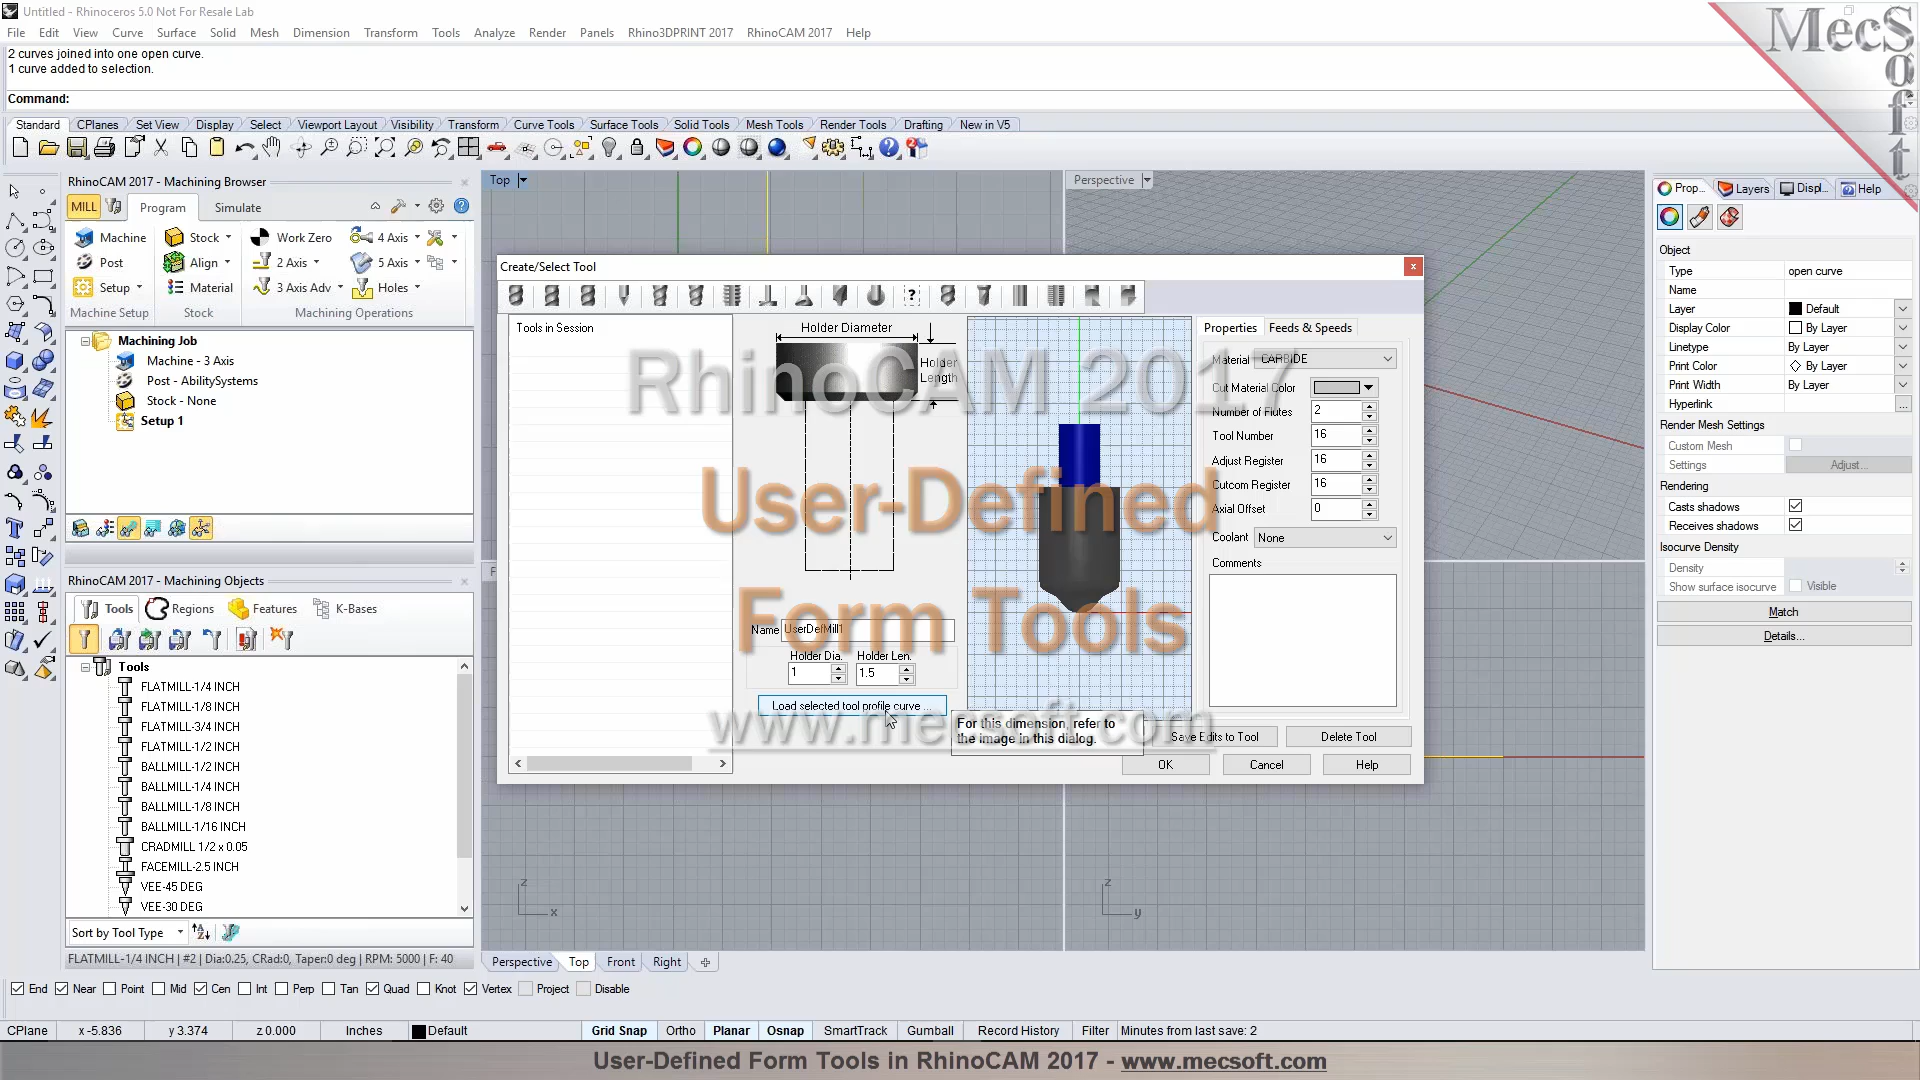 Untitled - Rhinoceros 5.0 Not For Resale Lab
File Edit View Curve Surface Solid Mesh Dimension Transform Tools Analyze Render Panels Rhino3DPRINT 2017 RhinoCAM 2017 Help
2 curves joined into one open curve.
1 curve added to selection.
Command:
MecSoft
Standard CPlanes Set View Display Select Viewport Layout Visibility Transform Curve Tools Surface Tools Solid Tools Mesh Tools Render Tools Drafting New in V5
RhinoCAM 2017 - Machining Browser
MILL Program Simulate
Machine Stock Work Zero 4 Axis
Post Align 2 Axis 5 Axis
Setup Material 3 Axis Adv Holes
Machine Setup Stock Machining Operations
Machining Job
Machine - 3 Axis
Post - AbilitySystems
Stock - None
Setup 1
RhinoCAM 2017 - Machining Objects
Tools Regions Features K-Bases
Tools
FLATMILL-1/4 INCH
FLATMILL-1/8 INCH
FLATMILL-3/4 INCH
FLATMILL-1/2 INCH
BALLMILL-1/2 INCH
BALLMILL-1/4 INCH
BALLMILL-1/8 INCH
BALLMILL-1/16 INCH
CRADMILL 1/2 x 0.05
FACEMILL-2.5 INCH
VEE-45 DEG
VEE-30 DEG
Sort by Tool Type
FLATMILL-1/4 INCH | #2 | Dia:0.25, CRad:0, Taper:0 deg | RPM: 5000 | F: 40
Top
Perspective
Create/Select Tool
Tools in Session
Holder Diameter
Holder
Length
Name UserDefMill1
Holder Dia. Holder Len.
1 1.5
Load selected tool profile curve ...
For this dimension, refer to
the image in this dialog.
Properties Feeds & Speeds
Material CARBIDE
Cut Material Color
Number of Flutes 2
Tool Number 16
Adjust Register 16
Cutcom Register 16
Axial Offset 0
Coolant None
Comments
Save Edits to Tool Delete Tool
OK Cancel Help
RhinoCAM 2017
User-Defined
Form Tools
www.mecsoft.com
F
z
x
z
y
Prop... Layers Displ... Help
Object
Type open curve
Name
Layer Default
Display Color By Layer
Linetype By Layer
Print Color By Layer
Print Width By Layer
Hyperlink ...
Render Mesh Settings
Custom Mesh
Settings Adjust...
Rendering
Casts shadows
Receives shadows
Isocurve Density
Density
Show surface isocurve Visible
Match
Details...
Perspective Top Front Right
End Near Point Mid Cen Int Perp Tan Quad Knot Vertex Project Disable
CPlane x -5.836 y 3.374 z 0.000 Inches Default Grid Snap Ortho Planar Osnap SmartTrack Gumball Record History Filter Minutes from last save: 2
User-Defined Form Tools in RhinoCAM 2017 - www.mecsoft.com